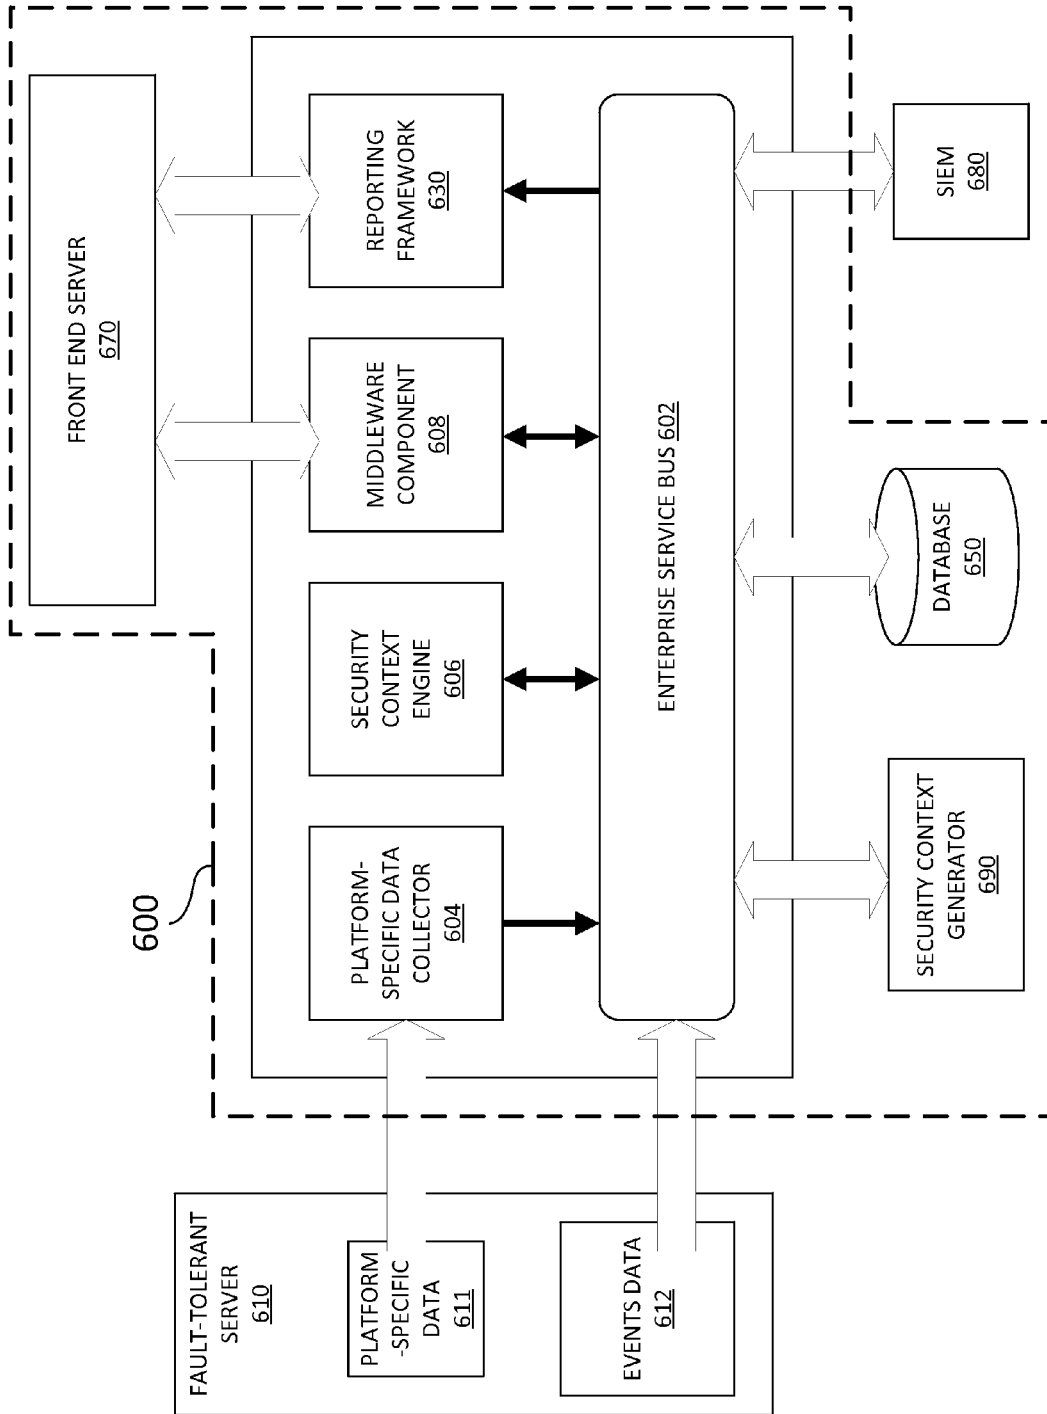 600
FAULT-TOLERANT
SERVER
610
PLATFORM
-SPECIFIC
DATA
611
EVENTS DATA
612
FRONT END SERVER
670
PLATFORM-
SPECIFIC DATA
COLLECTOR
604
SECURITY
CONTEXT
ENGINE
606
MIDDLEWARE
COMPONENT
608
REPORTING
FRAMEWORK
630
ENTERPRISE SERVICE BUS 602
SECURITY CONTEXT
GENERATOR
690
DATABASE
650
SIEM
680